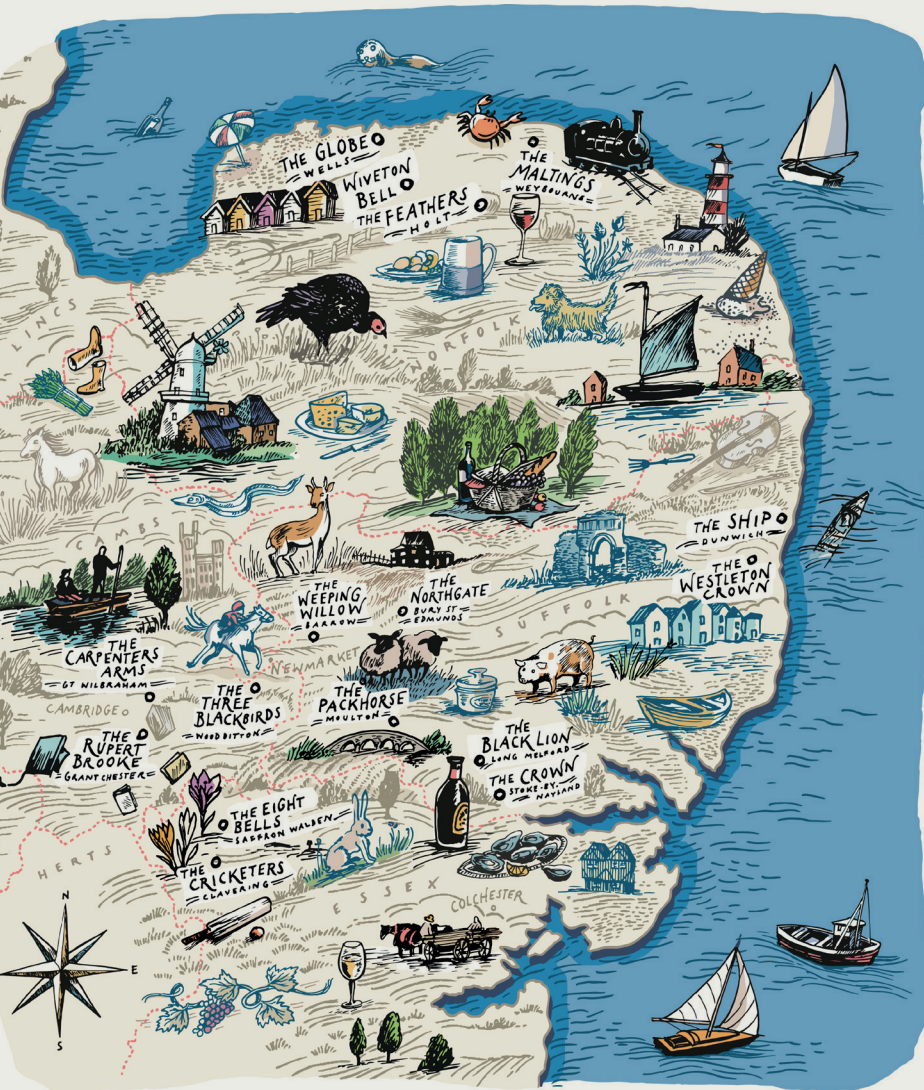 THE GLOBE
WELLS
WIVETON
BELL
THE FEATHERS
HOLT
THE
MALTINGS
WEYBOURNE
LINCS
NORFOLK
CAMBS
THE SHIP
DUNWICH
THE
WESTLETON
CROWN
THE
WEEPING
WILLOW
BARROW
THE
NORTHGATE
BURY ST
EDMUNDS
SUFFOLK
THE
CARPENTERS
ARMS
GT WILBRAHAM
NEWMARKET
CAMBRIDGE
THE
THREE
BLACKBIRDS
WOODDITTON
THE
PACKHORSE
MOULTON
THE
RUPERT
BROOKE
GRANTCHESTER
THE
BLACK LION
LONG MELFORD
THE CROWN
STOKE-BY-
NAYLAND
THE EIGHT
BELLS
SAFFRON WALDEN
HERTS
THE
CRICKETERS
CLAVERING
ESSEX
COLCHESTER
N
E
S